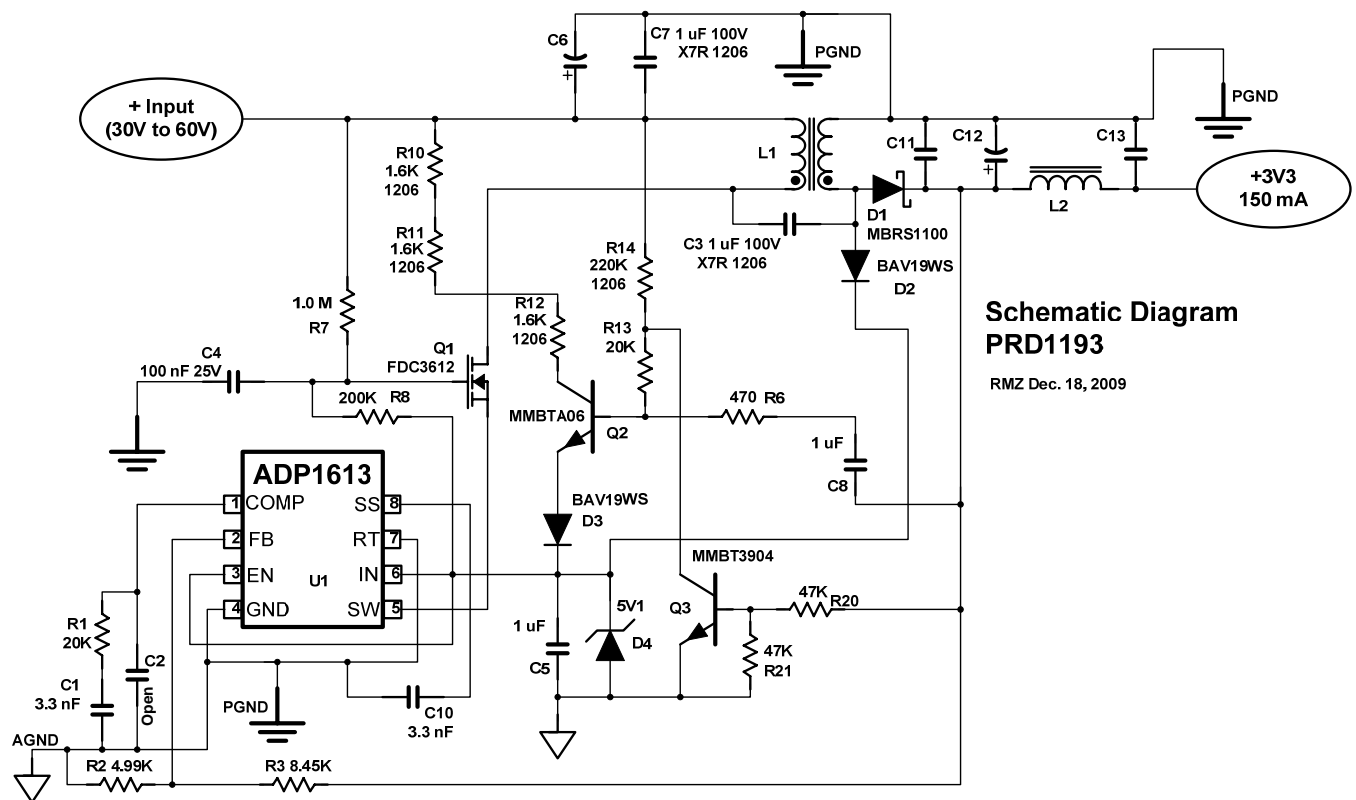 C6
+
C7 1 uF 100V
X7R 1206
PGND
+ Input
(30V to 60V)
PGND
R10
1.6K
1206
L1
C11
C12
+
C13
+3V3
150 mA
L2
D1
MBRS1100
R11
1.6K
1206
C3 1 uF 100V
X7R 1206
R14
220K
1206
BAV19WS
D2
1.0 M
R7
R12
1.6K
1206
R13
20K
Schematic Diagram
PRD1193
RMZ Dec. 18, 2009
Q1
FDC3612
C4
100 nF 25V
200K R8
MMBTA06
Q2
470 R6
1 uF
C8
ADP1613
1 COMP
2 FB
3 EN
4 GND
U1
SS 8
RT 7
IN 6
SW 5
BAV19WS
D3
MMBT3904
Q3
47K
R20
5V1
D4
1 uF
C5
47K
R21
R1
20K
C2
Open
C1
3.3 nF
PGND
C10
3.3 nF
AGND
R2 4.99K
R3 8.45K